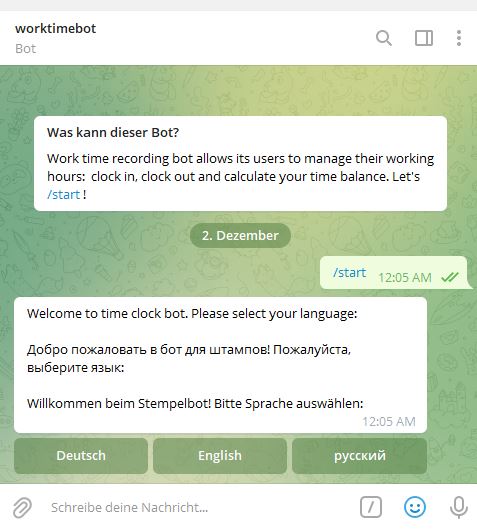 worktimebot
Bot
Was kann dieser Bot?
Work time recording bot allows its users to manage their working
hours: clock in, clock out and calculate your time balance. Let's
/start !
2. Dezember
/start 12:05 AM
Welcome to time clock bot. Please select your language:
Добро пожаловать в бот для штампов! Пожалуйста,
выберите язык:
Willkommen beim Stempelbot! Bitte Sprache auswählen:
12:05 AM
Deutsch English русский
Schreibe deine Nachricht...